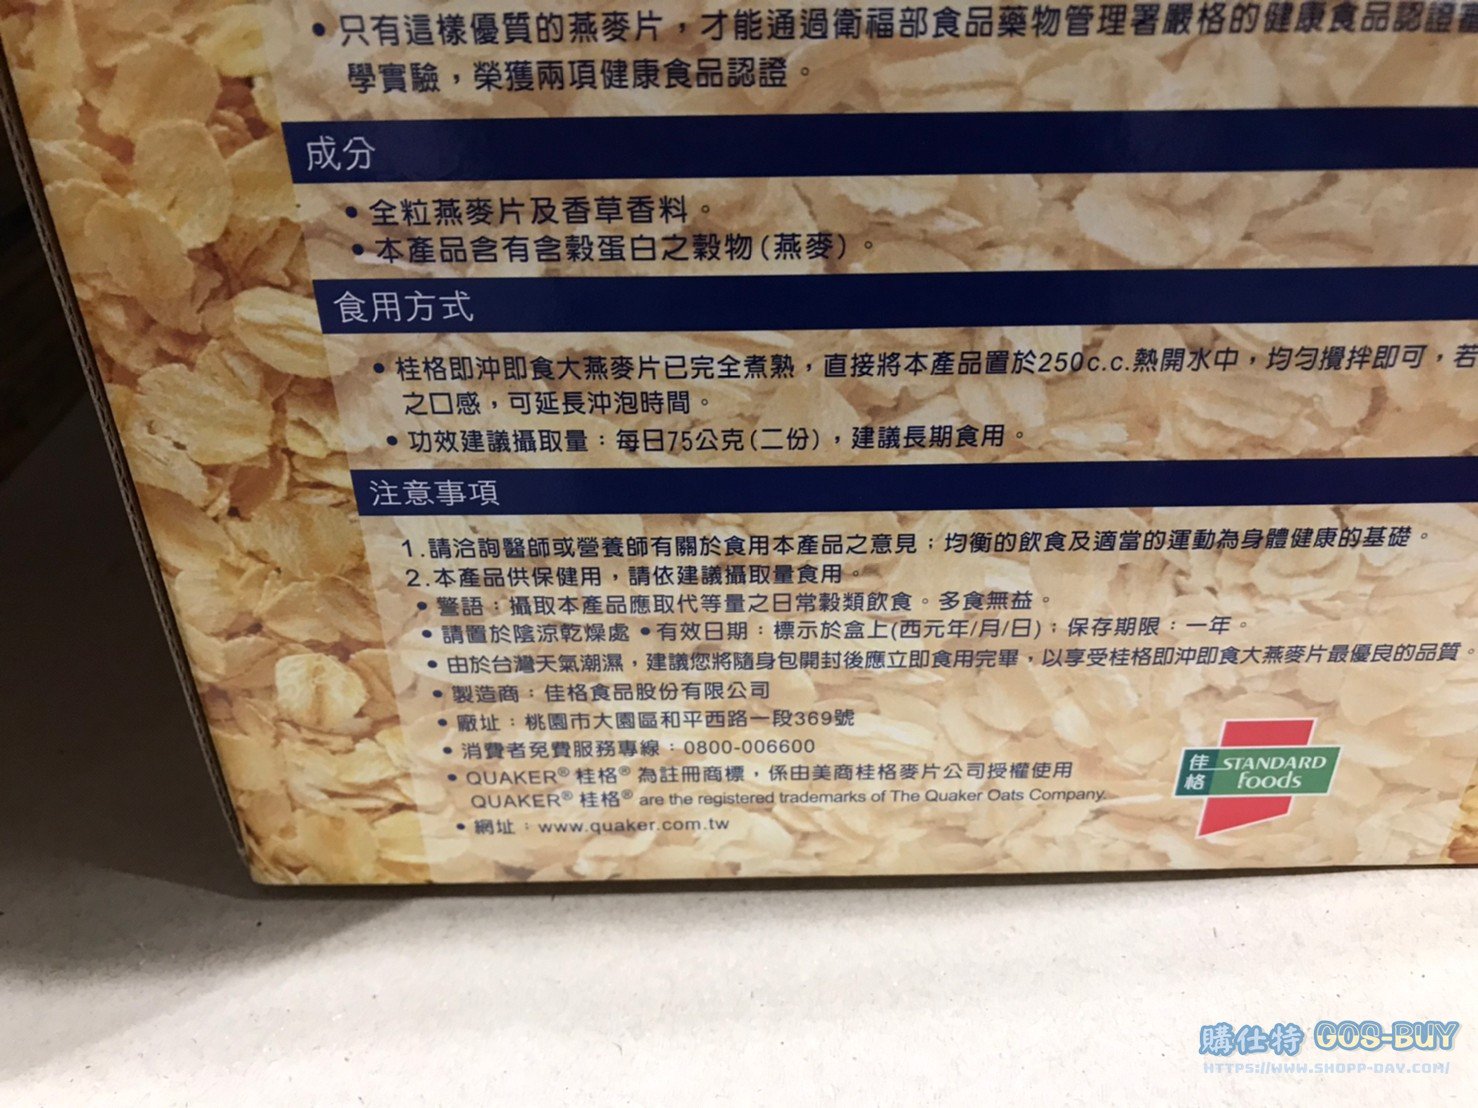 •只有這樣優質的燕麥片，才能通過衛福部食品藥物管理署嚴格的健康食品認證
學實驗，榮獲兩項健康食品認證。
成分
•全粒燕麥片及香草香料。
•本產品含有含穀蛋白之穀物(燕麥)。
食用方式
•桂格即沖即食大燕麥片已完全煮熟，直接將本產品置於250c.c.熱開水中，均勻攪拌即可，若
之口感，可延長沖泡時間。
•功效建議攝取量：每日75公克(二份)，建議長期食用。
注意事項
1.請洽詢醫師或營養師有關於食用本產品之意見；均衡的飲食及適當的運動為身體健康的基礎。
2.本產品供保健用，請依建議攝取量食用。
•警語：攝取本產品應取代等量之日常穀類飲食。多食無益。
•請置於陰涼乾燥處 •有效日期：標示於盒上(西元年/月/日)；保存期限：一年。
•由於台灣天氣潮濕，建議您將隨身包開封後應立即食用完畢，以享受桂格即沖即食大燕麥片最優良的品質。
•製造商：佳格食品股份有限公司
•廠址：桃園市大園區和平西路一段369號
•消費者免費服務專線：0800-006600
•QUAKER® 桂格® 為註冊商標，係由美商桂格麥片公司授權使用
QUAKER® 桂格® are the registered trademarks of The Quaker Oats Company.
•網址：www.quaker.com.tw
佳格 STANDARD foods
購仕特 GOS-BUY
HTTPS://WWW.SHOPP-DAY.COM/